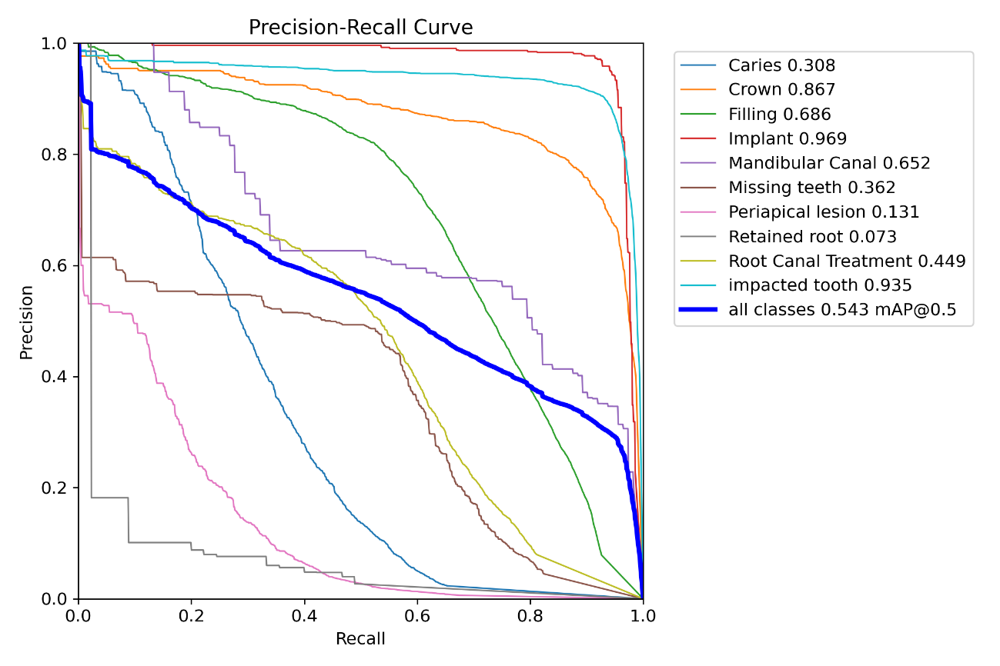 Precision-Recall Curve
1.0
0.8
0.6
0.4
0.2
0.0
Precision
0.0 0.2 0.4 0.6 0.8 1.0
Recall
Caries 0.308
Crown 0.867
Filling 0.686
Implant 0.969
Mandibular Canal 0.652
Missing teeth 0.362
Periapical lesion 0.131
Retained root 0.073
Root Canal Treatment 0.449
impacted tooth 0.935
all classes 0.543 mAP@0.5